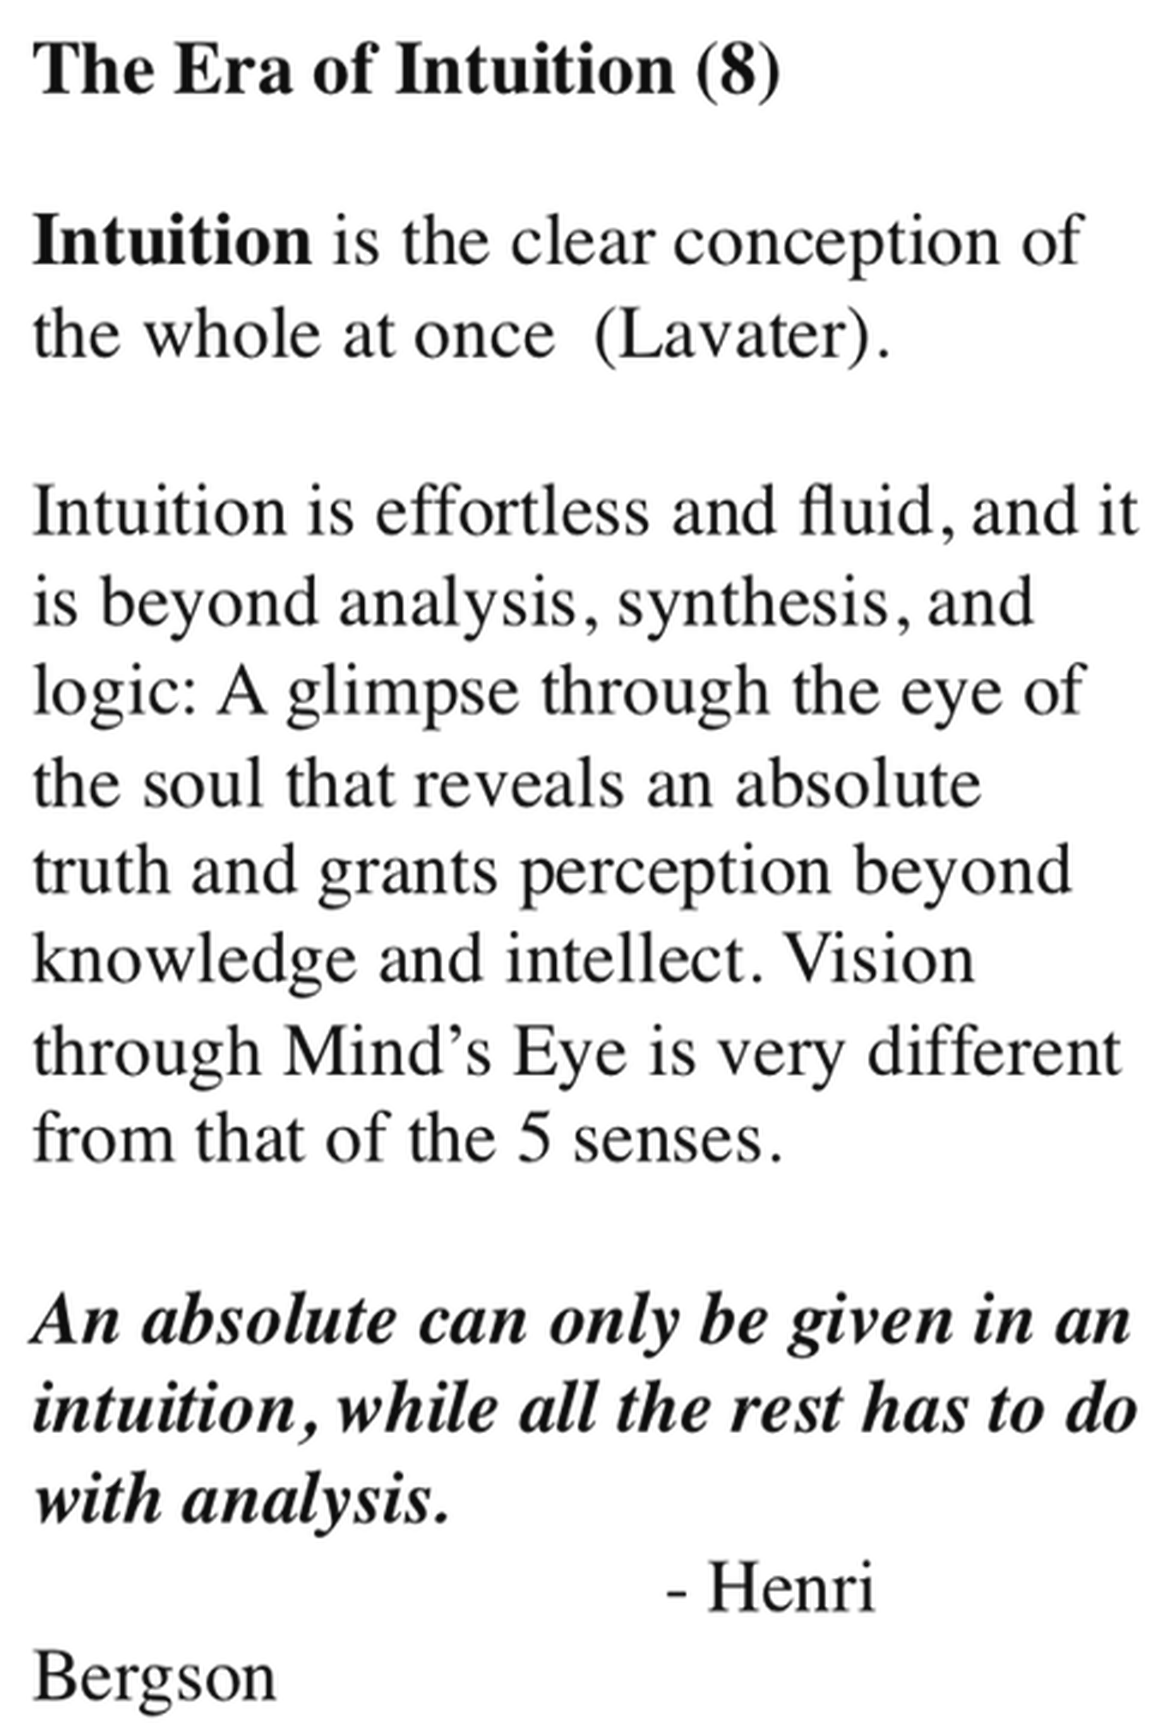 The Era of Intuition (8)
Intuition is the clear conception of
the whole at once  (Lavater).
Intuition is effortless and fluid, and it
is beyond analysis, synthesis, and
logic: A glimpse through the eye of
the soul that reveals an absolute
truth and grants perception beyond
knowledge and intellect. Vision
through Mind’s Eye is very different
from that of the 5 senses.
An absolute can only be given in an
intuition, while all the rest has to do
with analysis.
- Henri
Bergson